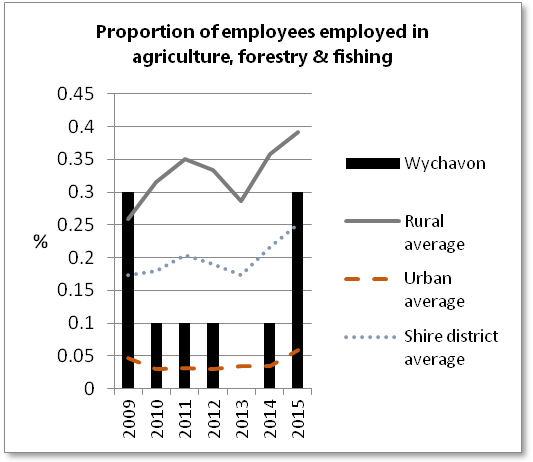 Proportion of employees employed in
agriculture, forestry & fishing
0.45
0.4
0.35
0.3
0.25
0.2
0.15
0.1
0.05
0
%
2009
2010
2011
2012
2013
2014
2015
Wychavon
Rural
average
Urban
average
Shire district
average